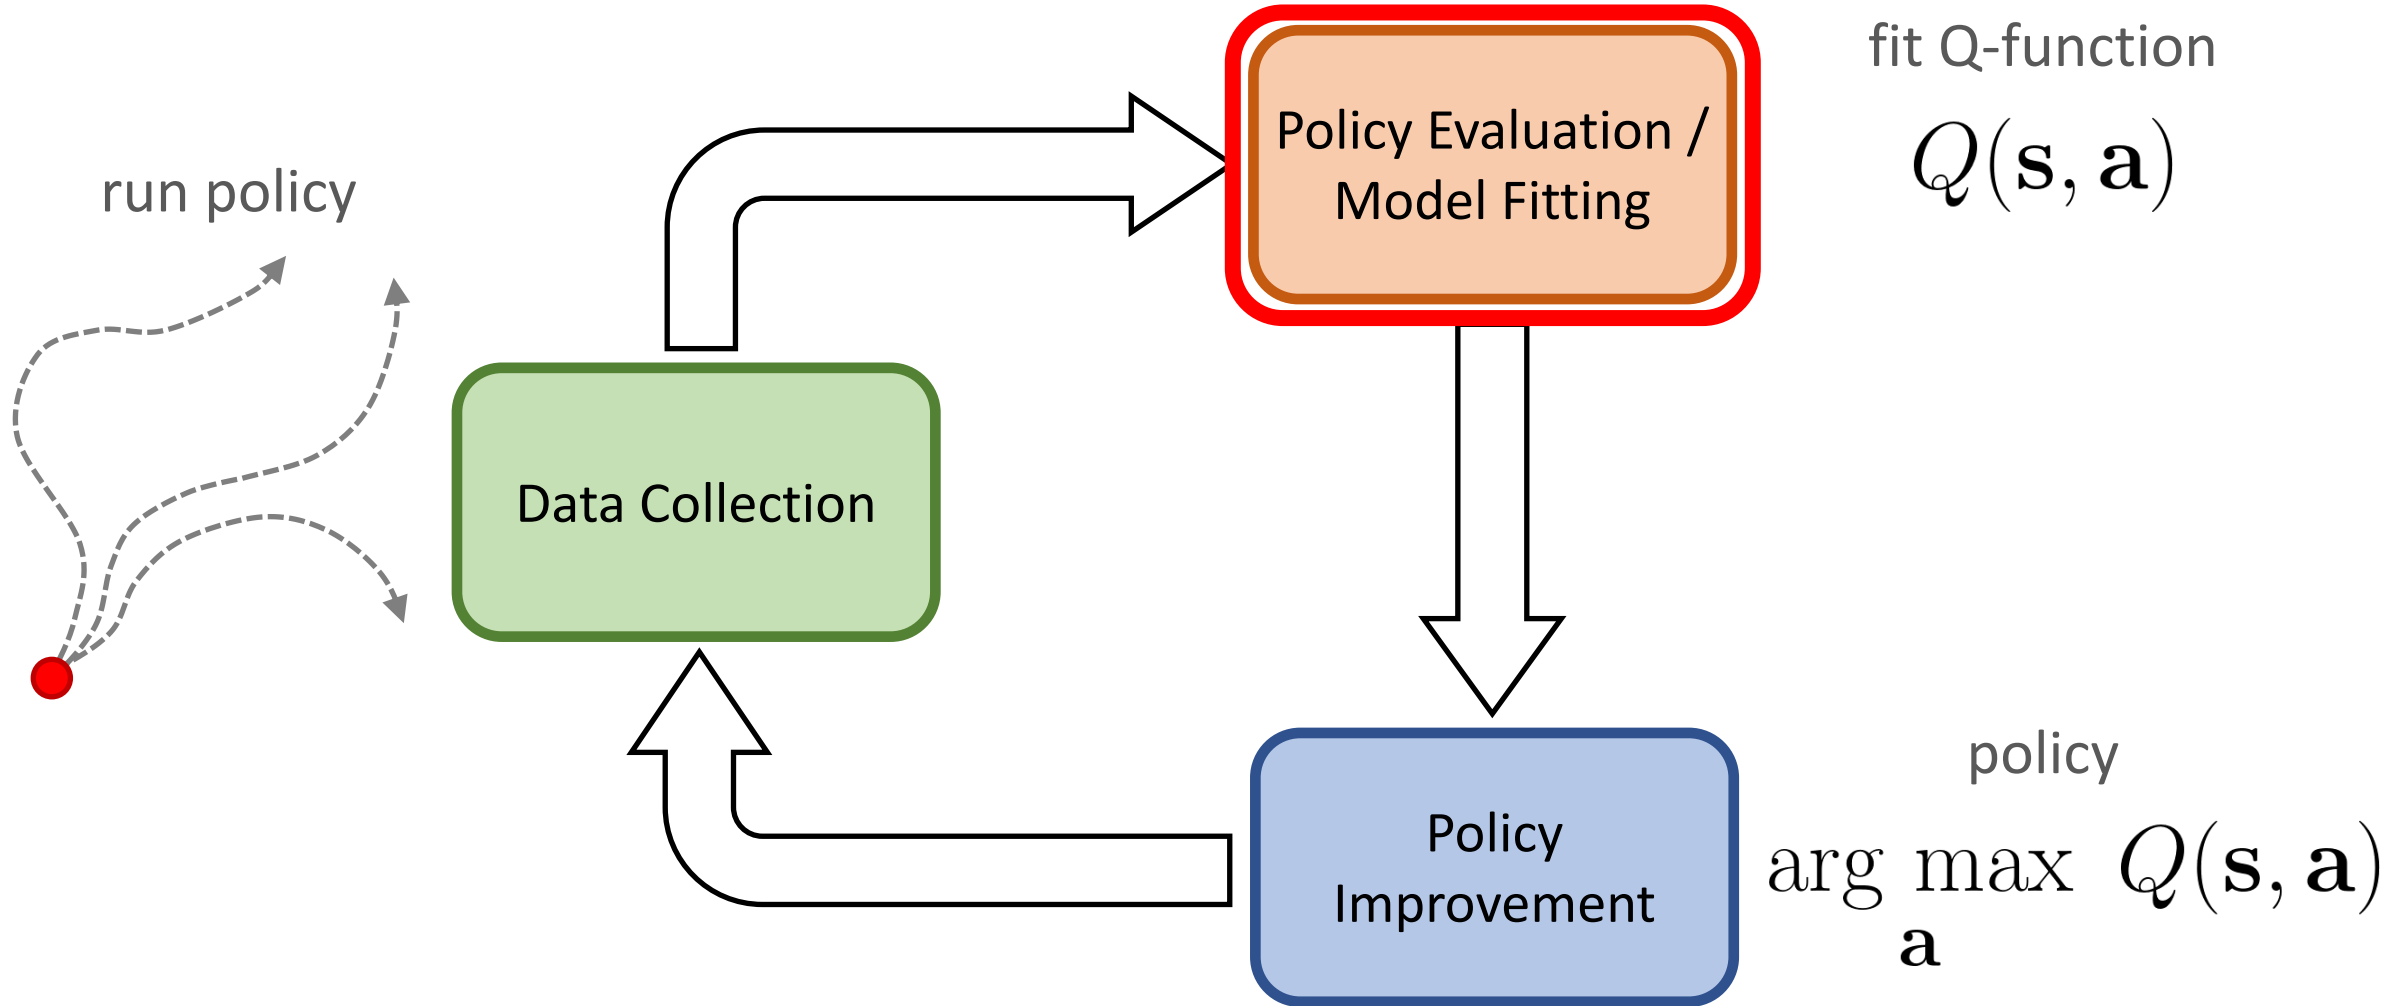 run policy
Data Collection
Policy Evaluation /
Model Fitting
fit Q-function
Q(s, a)
Policy
Improvement
policy
arg max Q(s, a)
a